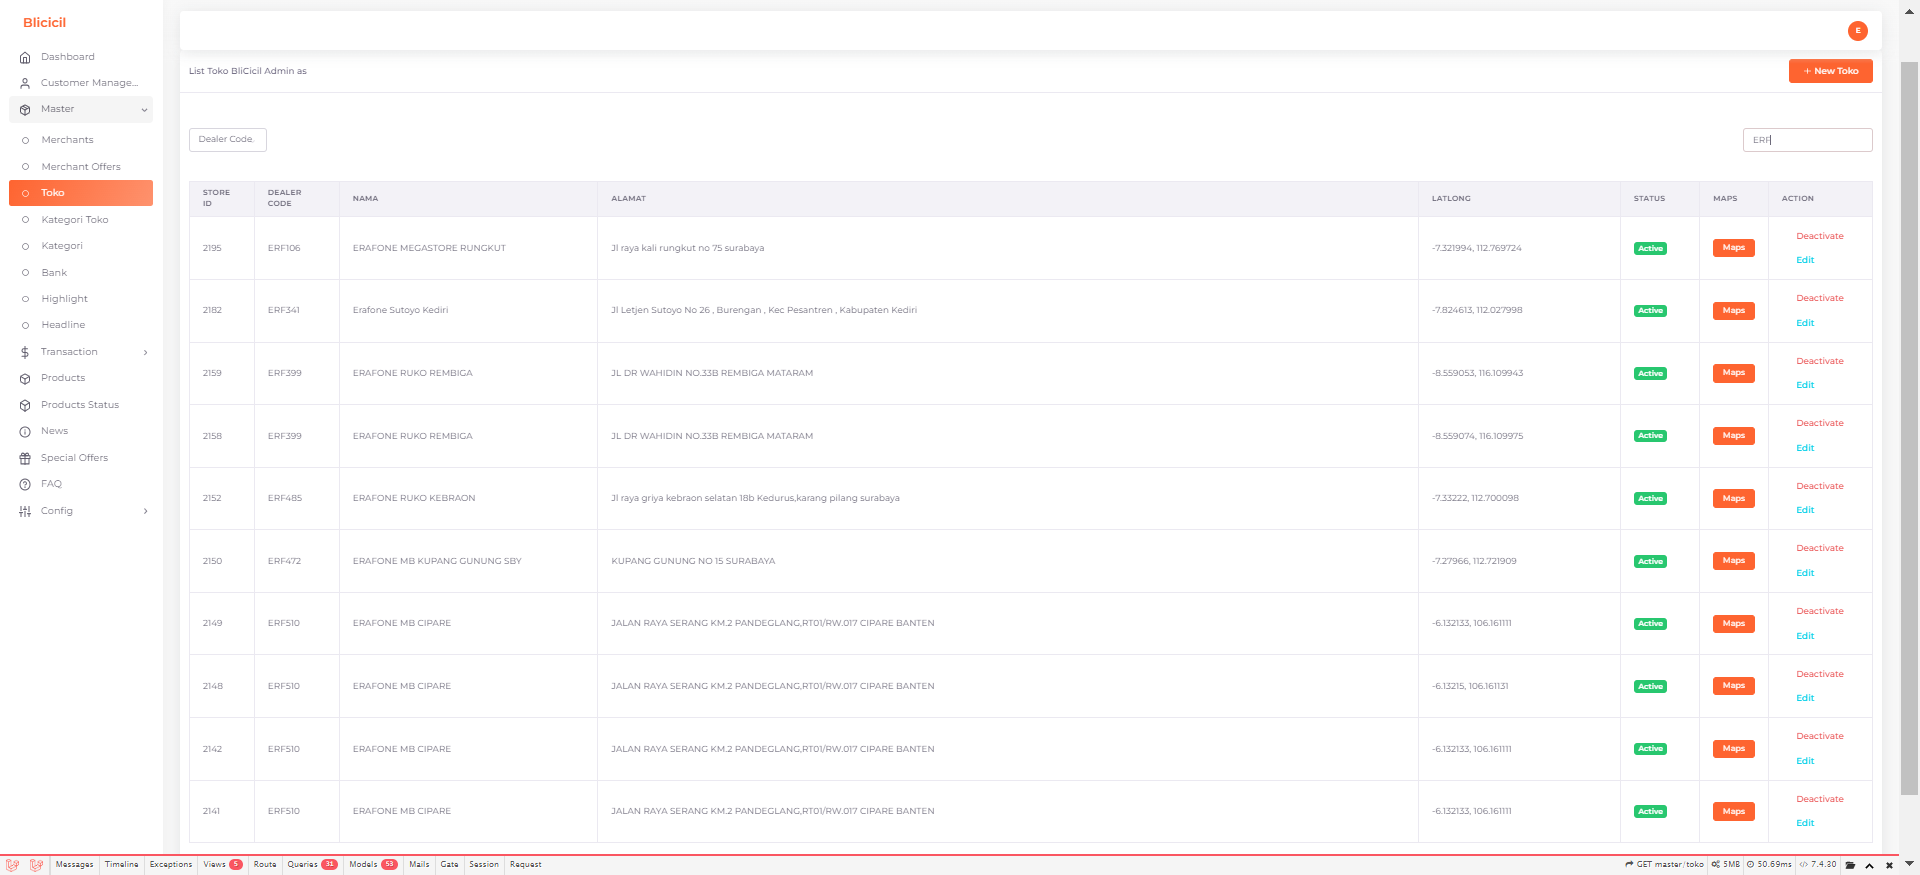 Blicicil
E
Dashboard
Customer Manage...
Master
Merchants
Merchant Offers
Toko
Kategori Toko
Kategori
Bank
Highlight
Headline
Transaction
Products
Products Status
News
Special Offers
FAQ
Config
List Toko BliCicil Admin as
+ New Toko
Dealer Code.
ERF
STORE ID DEALER CODE NAMA ALAMAT LATLONG STATUS MAPS ACTION
2195 ERF106 ERAFONE MEGASTORE RUNGKUT Jl raya kali rungkut no 75 surabaya -7.321994, 112.769724 Active Maps Deactivate Edit
2182 ERF341 Erafone Sutoyo Kediri Jl Letjen Sutoyo No 26 , Burengan , Kec Pesantren , Kabupaten Kediri -7.824613, 112.027998 Active Maps Deactivate Edit
2159 ERF399 ERAFONE RUKO REMBIGA JL DR WAHIDIN NO.33B REMBIGA MATARAM -8.559053, 116.109943 Active Maps Deactivate Edit
2158 ERF399 ERAFONE RUKO REMBIGA JL DR WAHIDIN NO.33B REMBIGA MATARAM -8.559074, 116.109975 Active Maps Deactivate Edit
2152 ERF485 ERAFONE RUKO KEBRAON Jl raya griya kebraon selatan 18b Kedurus,karang pilang surabaya -7.33222, 112.700098 Active Maps Deactivate Edit
2150 ERF472 ERAFONE MB KUPANG GUNUNG SBY KUPANG GUNUNG NO 15 SURABAYA -7.27966, 112.721909 Active Maps Deactivate Edit
2149 ERF510 ERAFONE MB CIPARE JALAN RAYA SERANG KM.2 PANDEGLANG,RT01/RW.017 CIPARE BANTEN -6.132133, 106.161111 Active Maps Deactivate Edit
2148 ERF510 ERAFONE MB CIPARE JALAN RAYA SERANG KM.2 PANDEGLANG,RT01/RW.017 CIPARE BANTEN -6.13215, 106.161131 Active Maps Deactivate Edit
2142 ERF510 ERAFONE MB CIPARE JALAN RAYA SERANG KM.2 PANDEGLANG,RT01/RW.017 CIPARE BANTEN -6.132133, 106.161111 Active Maps Deactivate Edit
2141 ERF510 ERAFONE MB CIPARE JALAN RAYA SERANG KM.2 PANDEGLANG,RT01/RW.017 CIPARE BANTEN -6.132133, 106.161111 Active Maps Deactivate Edit
Messages Timeline Exceptions Views 5 Route Queries 31 Models 53 Mails Gate Session Request GET master/toko 5MB 50.69ms 7.4.30